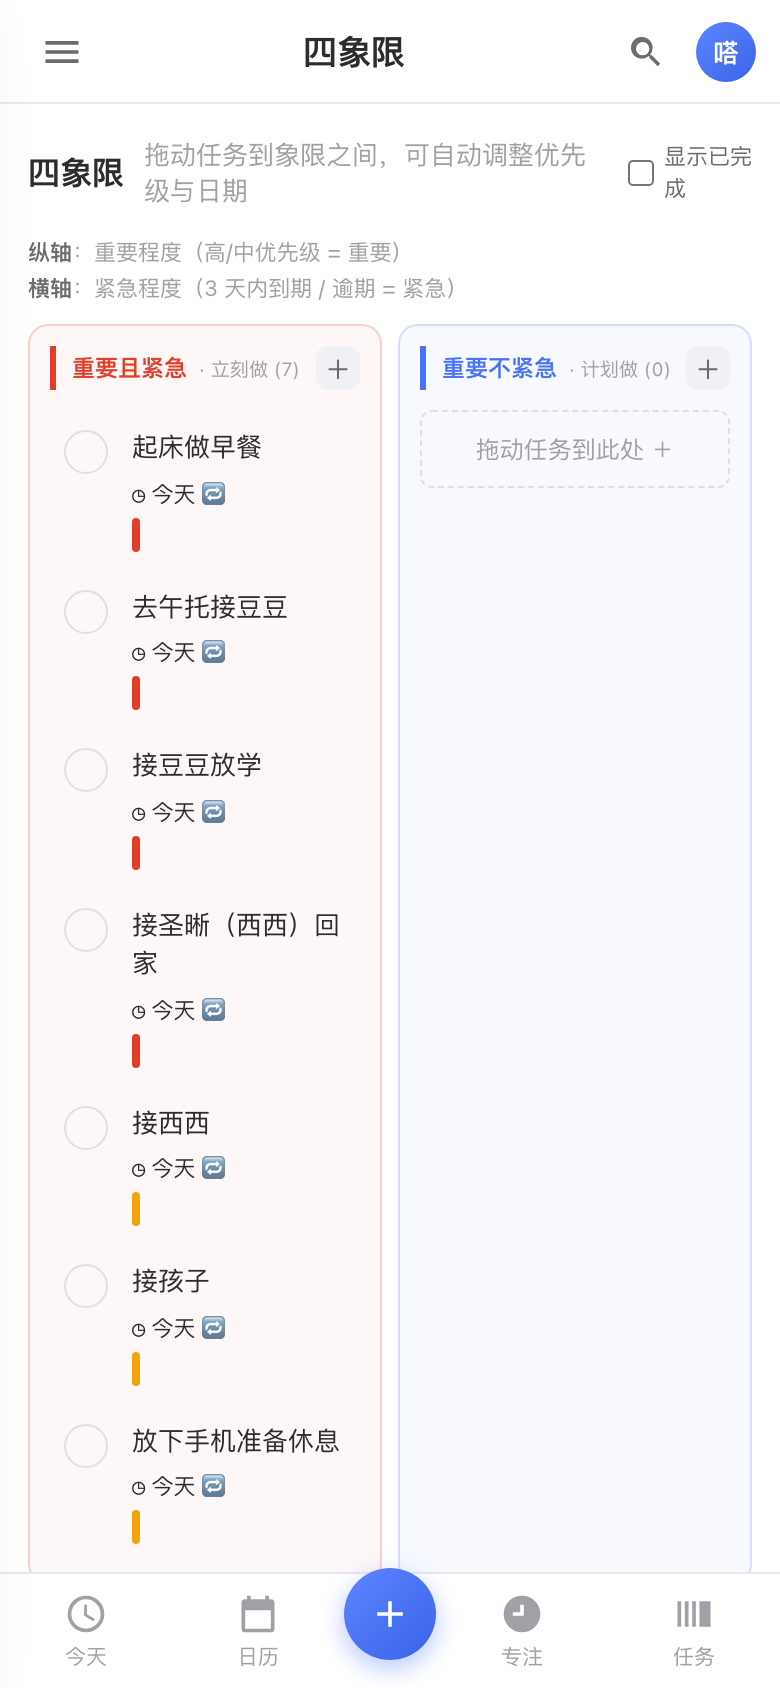 四象限
嗒
四象限
拖动任务到象限之间，可自动调整优先
级与日期
显示已完
成
纵轴：重要程度（高/中优先级 = 重要）
横轴：紧急程度（3 天内到期 / 逾期 = 紧急）
重要且紧急 · 立刻做 (7) +
起床做早餐
今天
去午托接豆豆
今天
接豆豆放学
今天
接圣晰（西西）回
家
今天
接西西
今天
接孩子
今天
放下手机准备休息
今天
重要不紧急 · 计划做 (0) +
拖动任务到此处 +
今天
日历
+
专注
任务